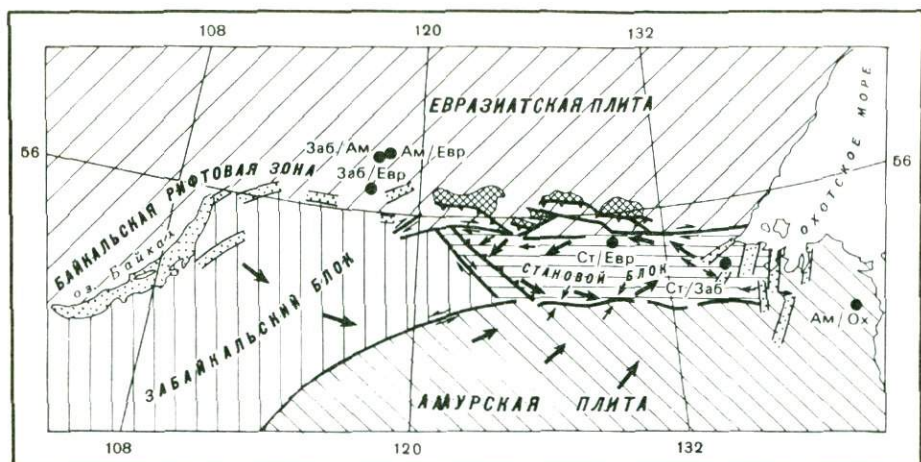 108
120
132
56
56
ЕВРАЗИАТСКАЯ ПЛИТА
ОХОТСКОЕ МОРЕ
Заб/Ам
Ам/Евр
Заб/Евр
БАЙКАЛЬСКАЯ РИФТОВАЯ ЗОНА
оз. Байкал
ЗАБАЙКАЛЬСКИЙ БЛОК
Ст/Евр
СТАНОВОЙ БЛОК
Ст/Заб
Ам/Ох
АМУРСКАЯ ПЛИТА
108
120
132